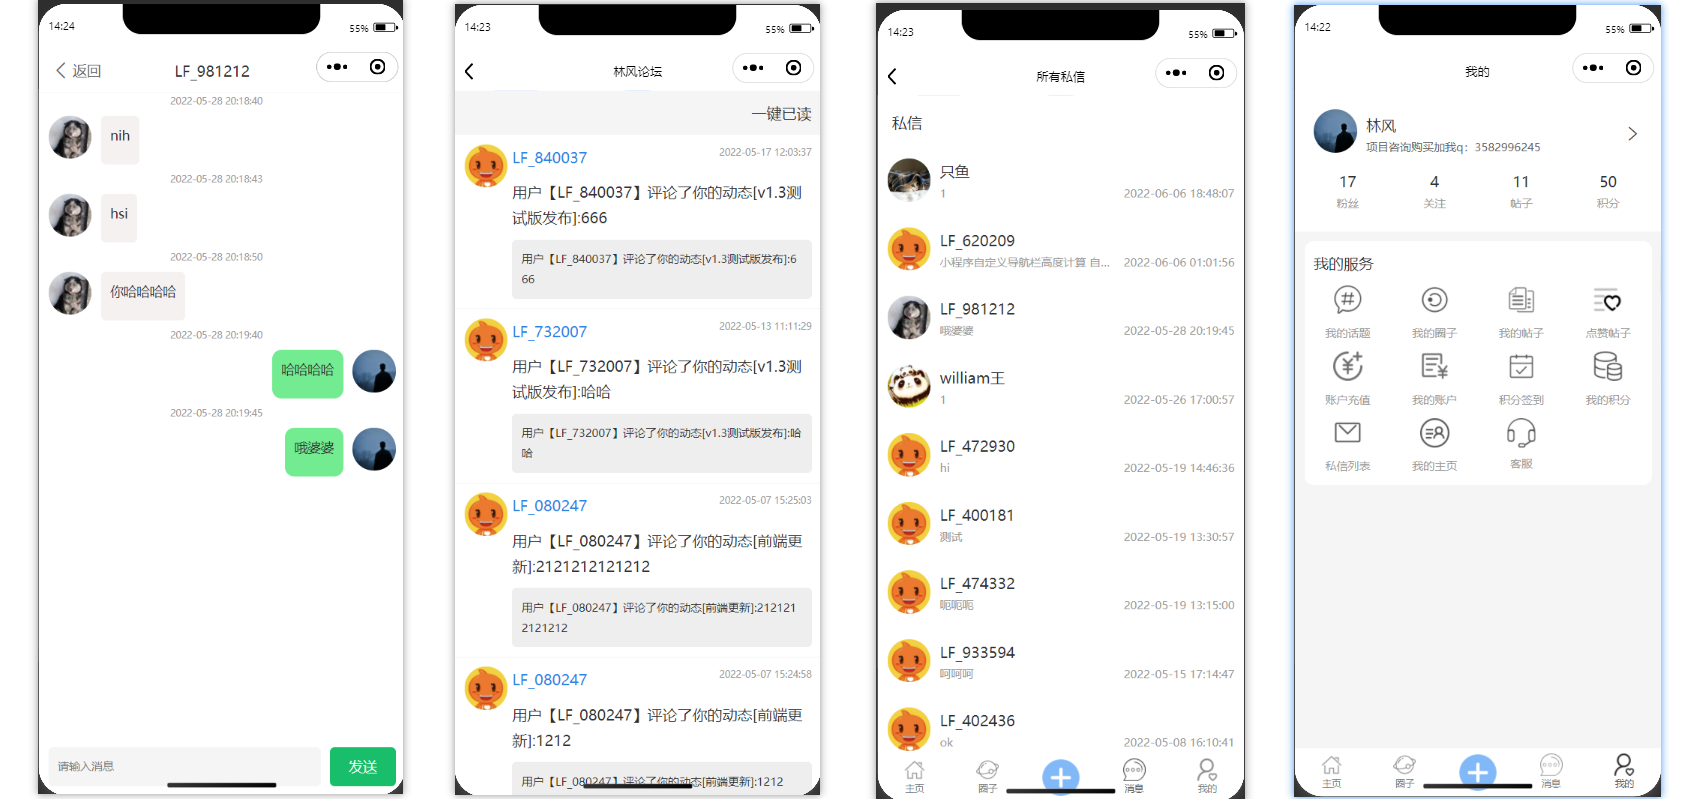 14:24
55%
返回
LF_981212
2022-05-28 20:18:40
nih
2022-05-28 20:18:43
hsi
2022-05-28 20:18:50
你哈哈哈哈
2022-05-28 20:19:40
哈哈哈哈
2022-05-28 20:19:45
哦婆婆
请输入消息
发送
14:23
55%
林风论坛
一键已读
LF_840037
2022-05-17 12:03:37
用户【LF_840037】评论了你的动态[v1.3测
试版发布]:666
用户【LF_840037】评论了你的动态[v1.3测试版发布]:6
66
LF_732007
2022-05-13 11:11:29
用户【LF_732007】评论了你的动态[v1.3测
试版发布]:哈哈
用户【LF_732007】评论了你的动态[v1.3测试版发布]:哈
哈
LF_080247
2022-05-07 15:25:03
用户【LF_080247】评论了你的动态[前端更
新]:2121212121212
用户【LF_080247】评论了你的动态[前端更新]:212121
2121212
LF_080247
2022-05-07 15:24:58
用户【LF_080247】评论了你的动态[前端更
新]:1212
用户【LF_080247】评论了你的动态[前端更新]:1212
14:23
55%
所有私信
私信
只鱼
1
2022-06-06 18:48:07
LF_620209
小程序自定义导航栏高度计算 自...
2022-06-06 01:01:56
LF_981212
哦婆婆
2022-05-28 20:19:45
william王
1
2022-05-26 17:00:57
LF_472930
hi
2022-05-19 14:46:36
LF_400181
测试
2022-05-19 13:30:57
LF_474332
呃呃呃
2022-05-19 13:15:00
LF_933594
呵呵呵
2022-05-15 17:14:47
LF_402436
ok
2022-05-08 16:10:41
主页
圈子
消息
我的
14:22
55%
我的
林风
项目咨询购买加我q：3582996245
17
4
11
50
粉丝
关注
帖子
积分
我的服务
我的话题
我的圈子
我的帖子
点赞帖子
账户充值
我的账户
积分签到
我的积分
私信列表
我的主页
客服
主页
圈子
消息
我的